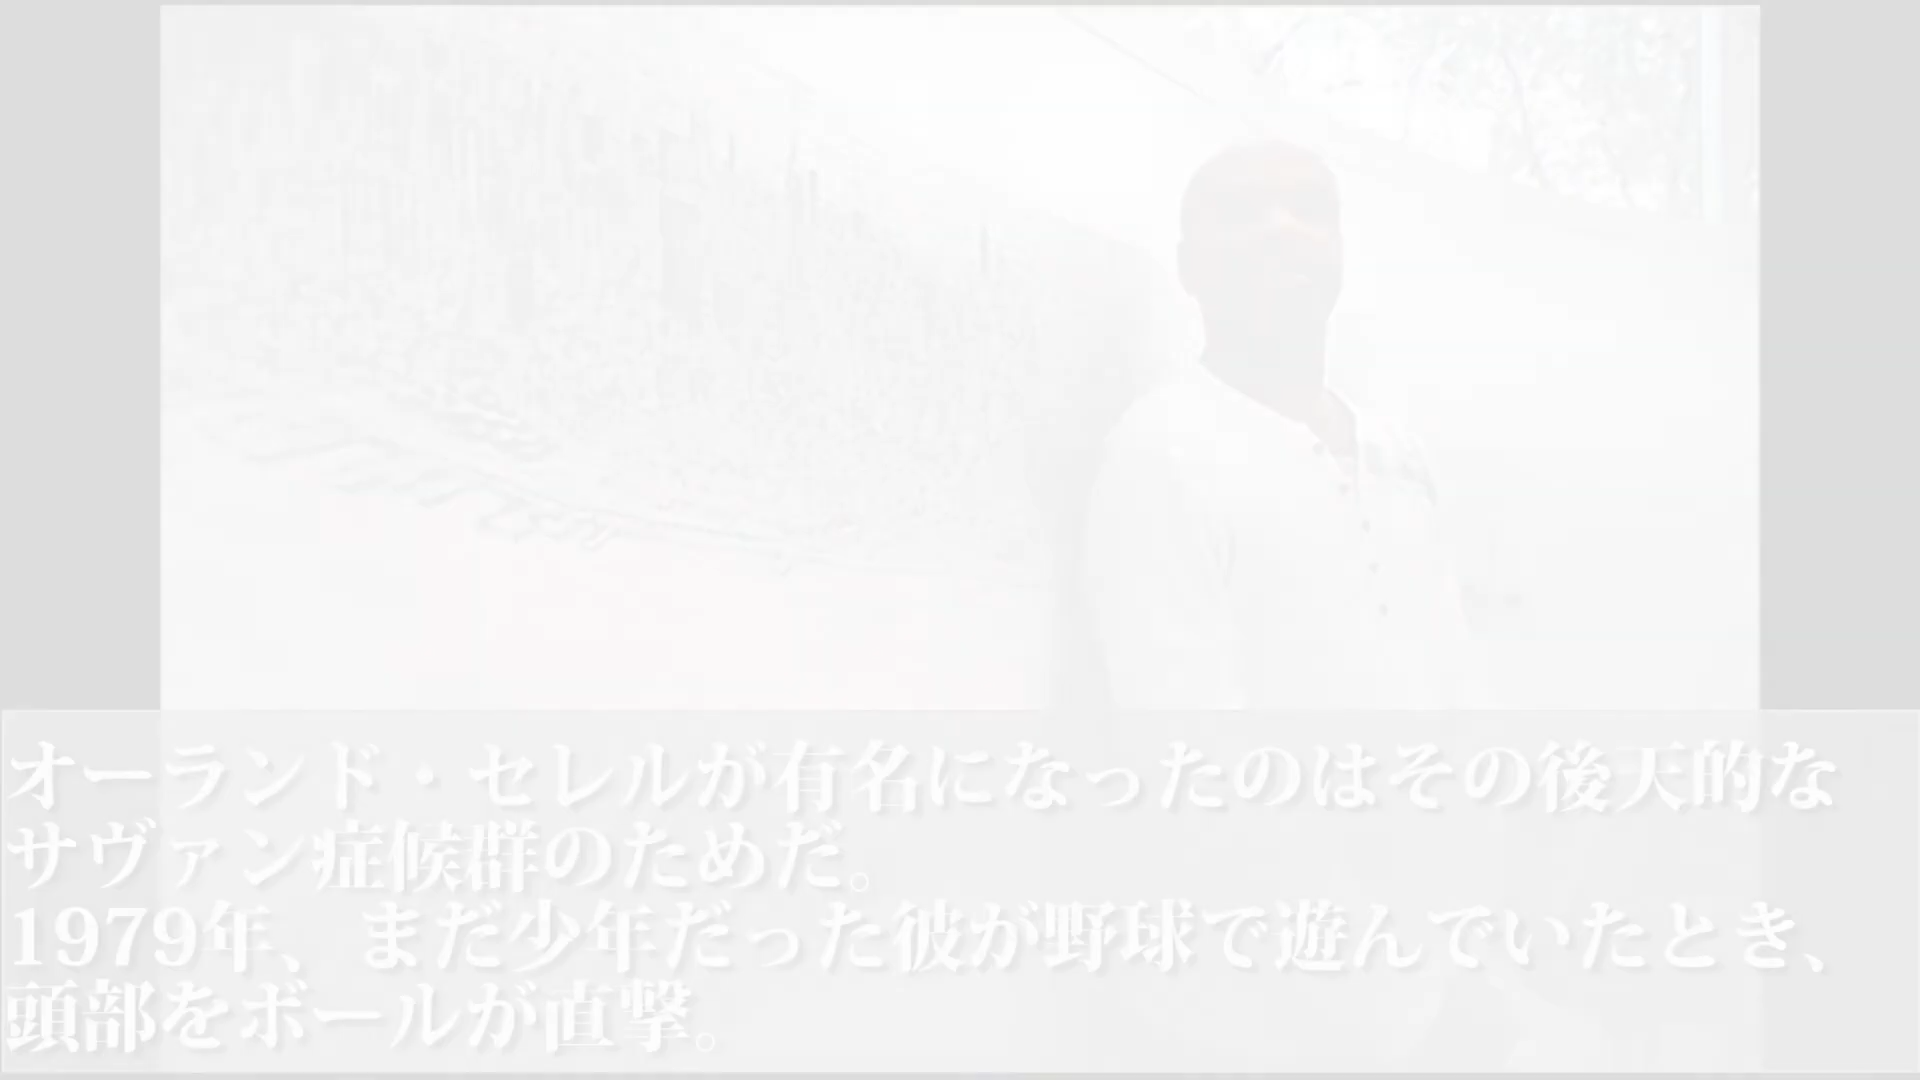 オーランド・セレルが有名になったのはその後天的な
サヴァン症候群のためだ。
1979年、まだ少年だった彼が野球で遊んでいたとき、
頭部をボールが直撃。